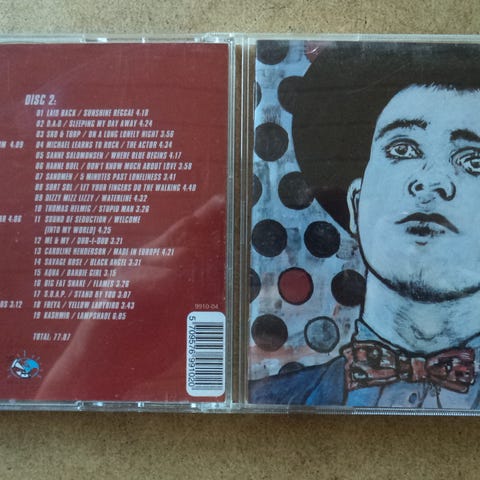 DISC 2:
01 LAID BACK / SUNSHINE REGGAE 4.10
02 D.A.D / SLEEPING MY DAY AWAY 4.24
03 SKO & TORP / ON A LONG LONELY NIGHT 3.56
4.09
04 MICHAEL LEARNS TO ROCK / THE ACTOR 4.34
05 SANNE SALOMONSEN / WHERE BLUE BEGINS 4.17
06 HANNE BOEL / DON'T KNOW MUCH ABOUT LOVE 3.58
07 SANDMEN / 5 MINUTES PAST LONELINESS 3.41
08 SORT SOL / LET YOUR FINGERS DO THE WALKING 4.40
09 DIZZY MIZZ LIZZY / WATERLINE 4.32
10 THOMAS HELMIG / STUPID MAN 3.26
4.06
11 SOUND OF SEDUCTION / WELCOME
(INTO MY WORLD) 4.25
12 ME & MY / DUB-I-DUB 3.21
13 CAROLINE HENDERSON / MADE IN EUROPE 4.21
14 SAVAGE ROSE / BLACK ANGEL 3.31
15 AQUA / BARBIE GIRL 3.15
16 BIG FAT SNAKE / FLAMES 3.26
17 S.O.A.P. / STAND BY YOU 3.07
3.12
18 FREYA / YELLOW LADYBIRD 3.43
19 KASHMIR / LAMPSHADE 6.05
TOTAL: 77.07
9910-04
5 709576 991020